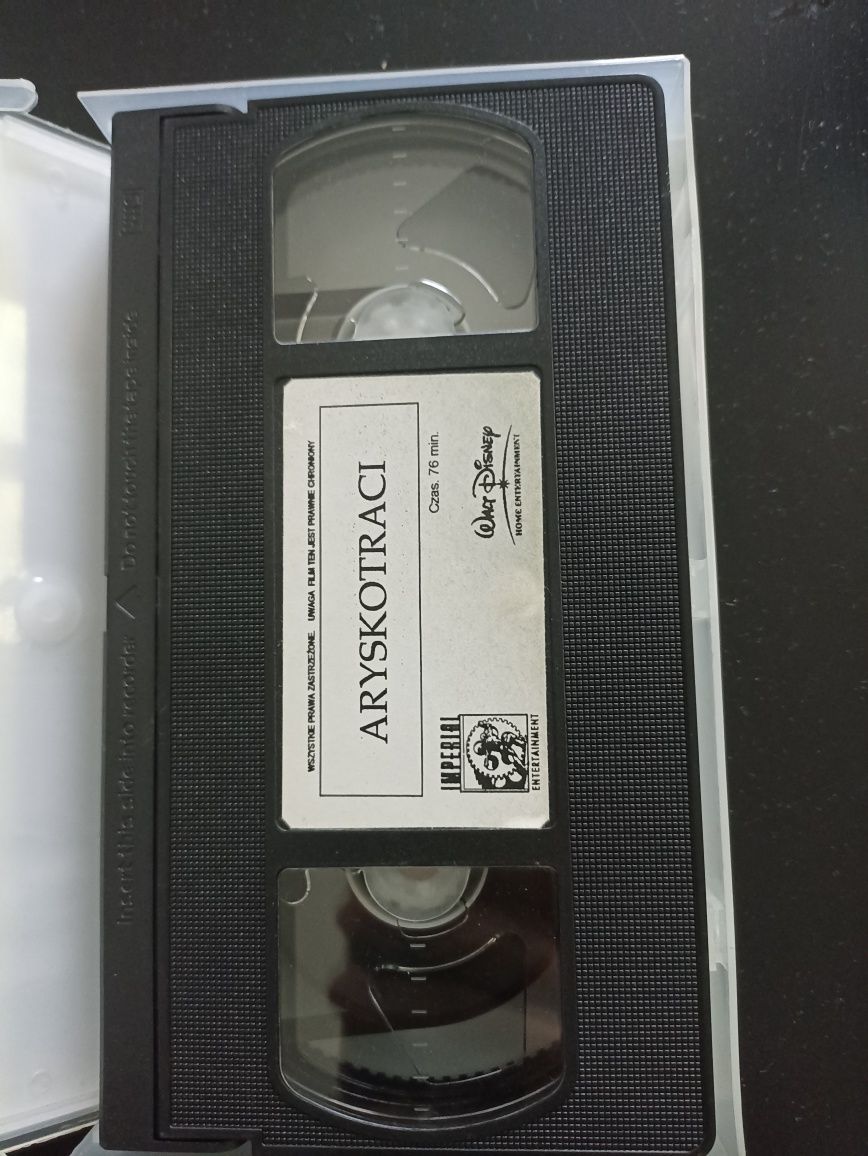 WSZYSTKIE PRAWA ZASTRZEŻONE. UWAGA FILM TEN JEST PRAWNIE CHRONIONY
ARYSKOTRACI
Czas. 76 min.
IMPERIAL
ENTERTAINMENT
WALT DISNEY
HOME ENTERTAINMENT
Insert this side into recorder △ Do not touch the tape inside
VHS